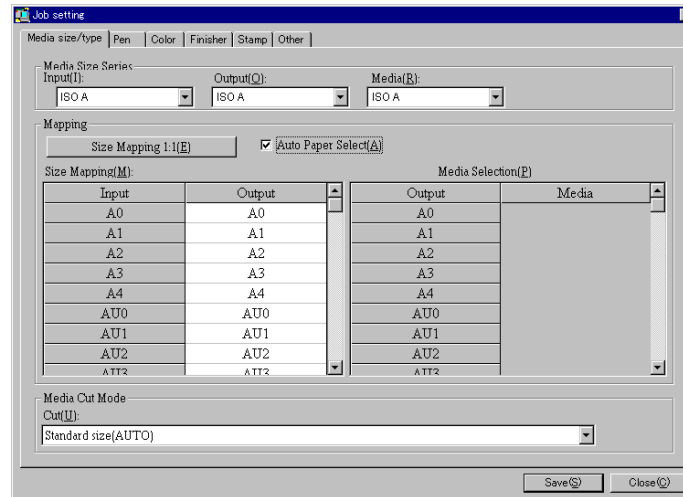 Job setting
Media size/type Pen Color Finisher Stamp Other
Media Size Series
Input(I): Output(O): Media(R):
ISO A ISO A ISO A
Mapping
Size Mapping 1:1(E) Auto Paper Select(A)
Size Mapping(M): Media Selection(P)
Input Output Output Media
A0 A0 A0
A1 A1 A1
A2 A2 A2
A3 A3 A3
A4 A4 A4
AU0 AU0 AU0
AU1 AU1 AU1
AU2 AU2 AU2
AU3 AU3 AU3
Media Cut Mode
Cut(U):
Standard size(AUTO)
Save(S) Close(C)